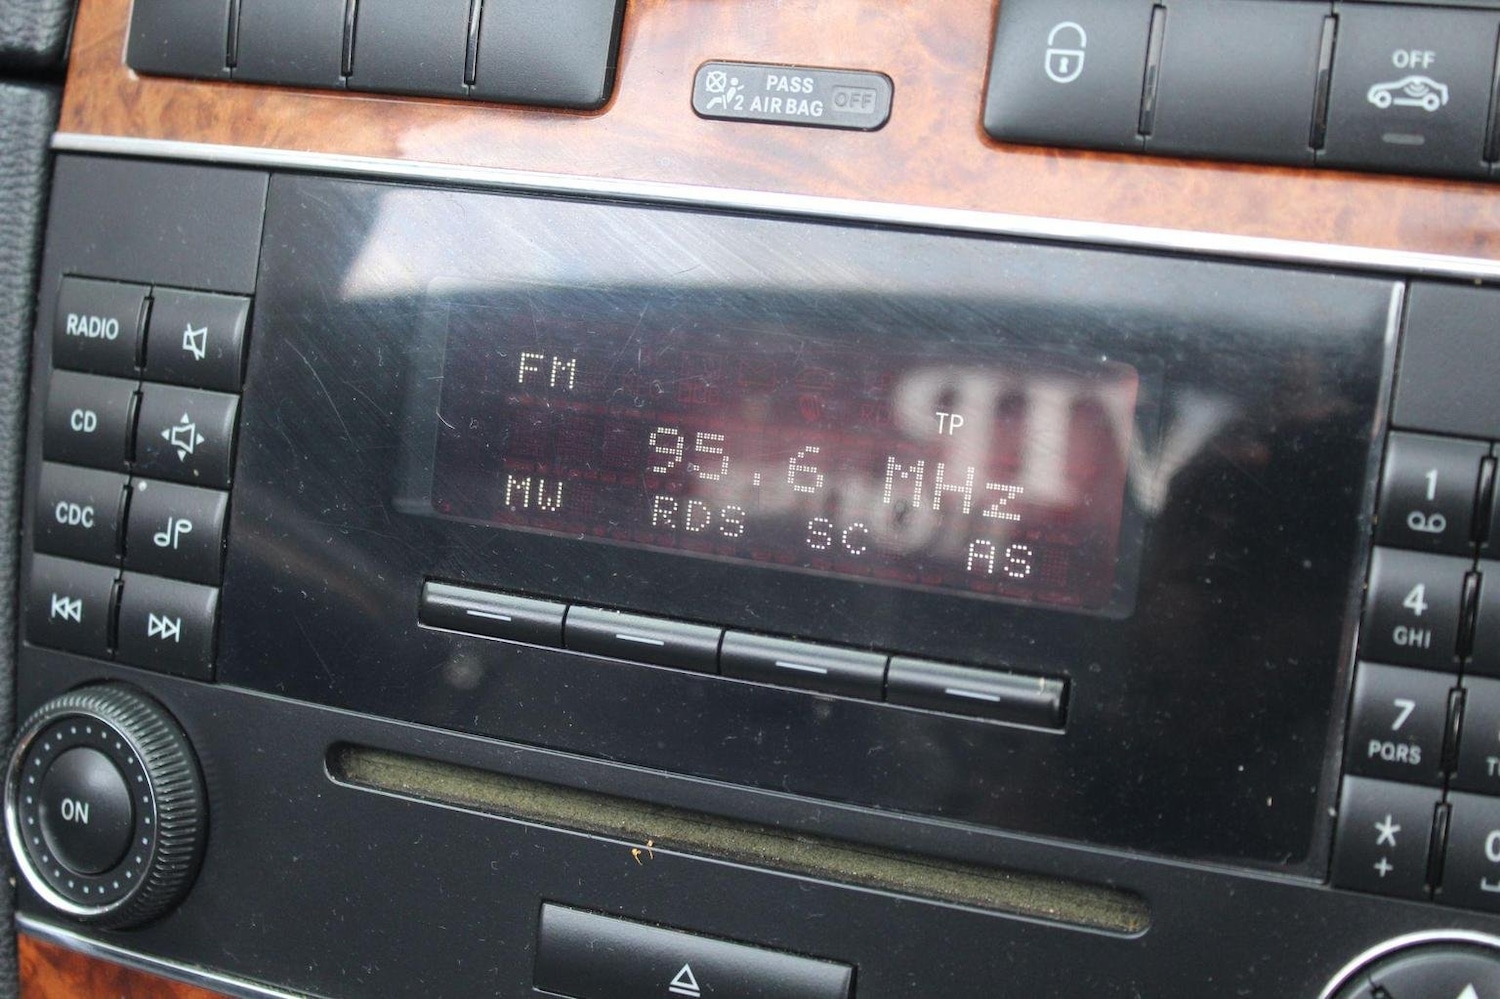 PASS
2 AIR BAG OFF
OFF
RADIO
CD
CDC
ON
FM
TP
95.6 MHz
MW RDS SC AS
VIP
1
4
GHI
7
PQRS
*
+